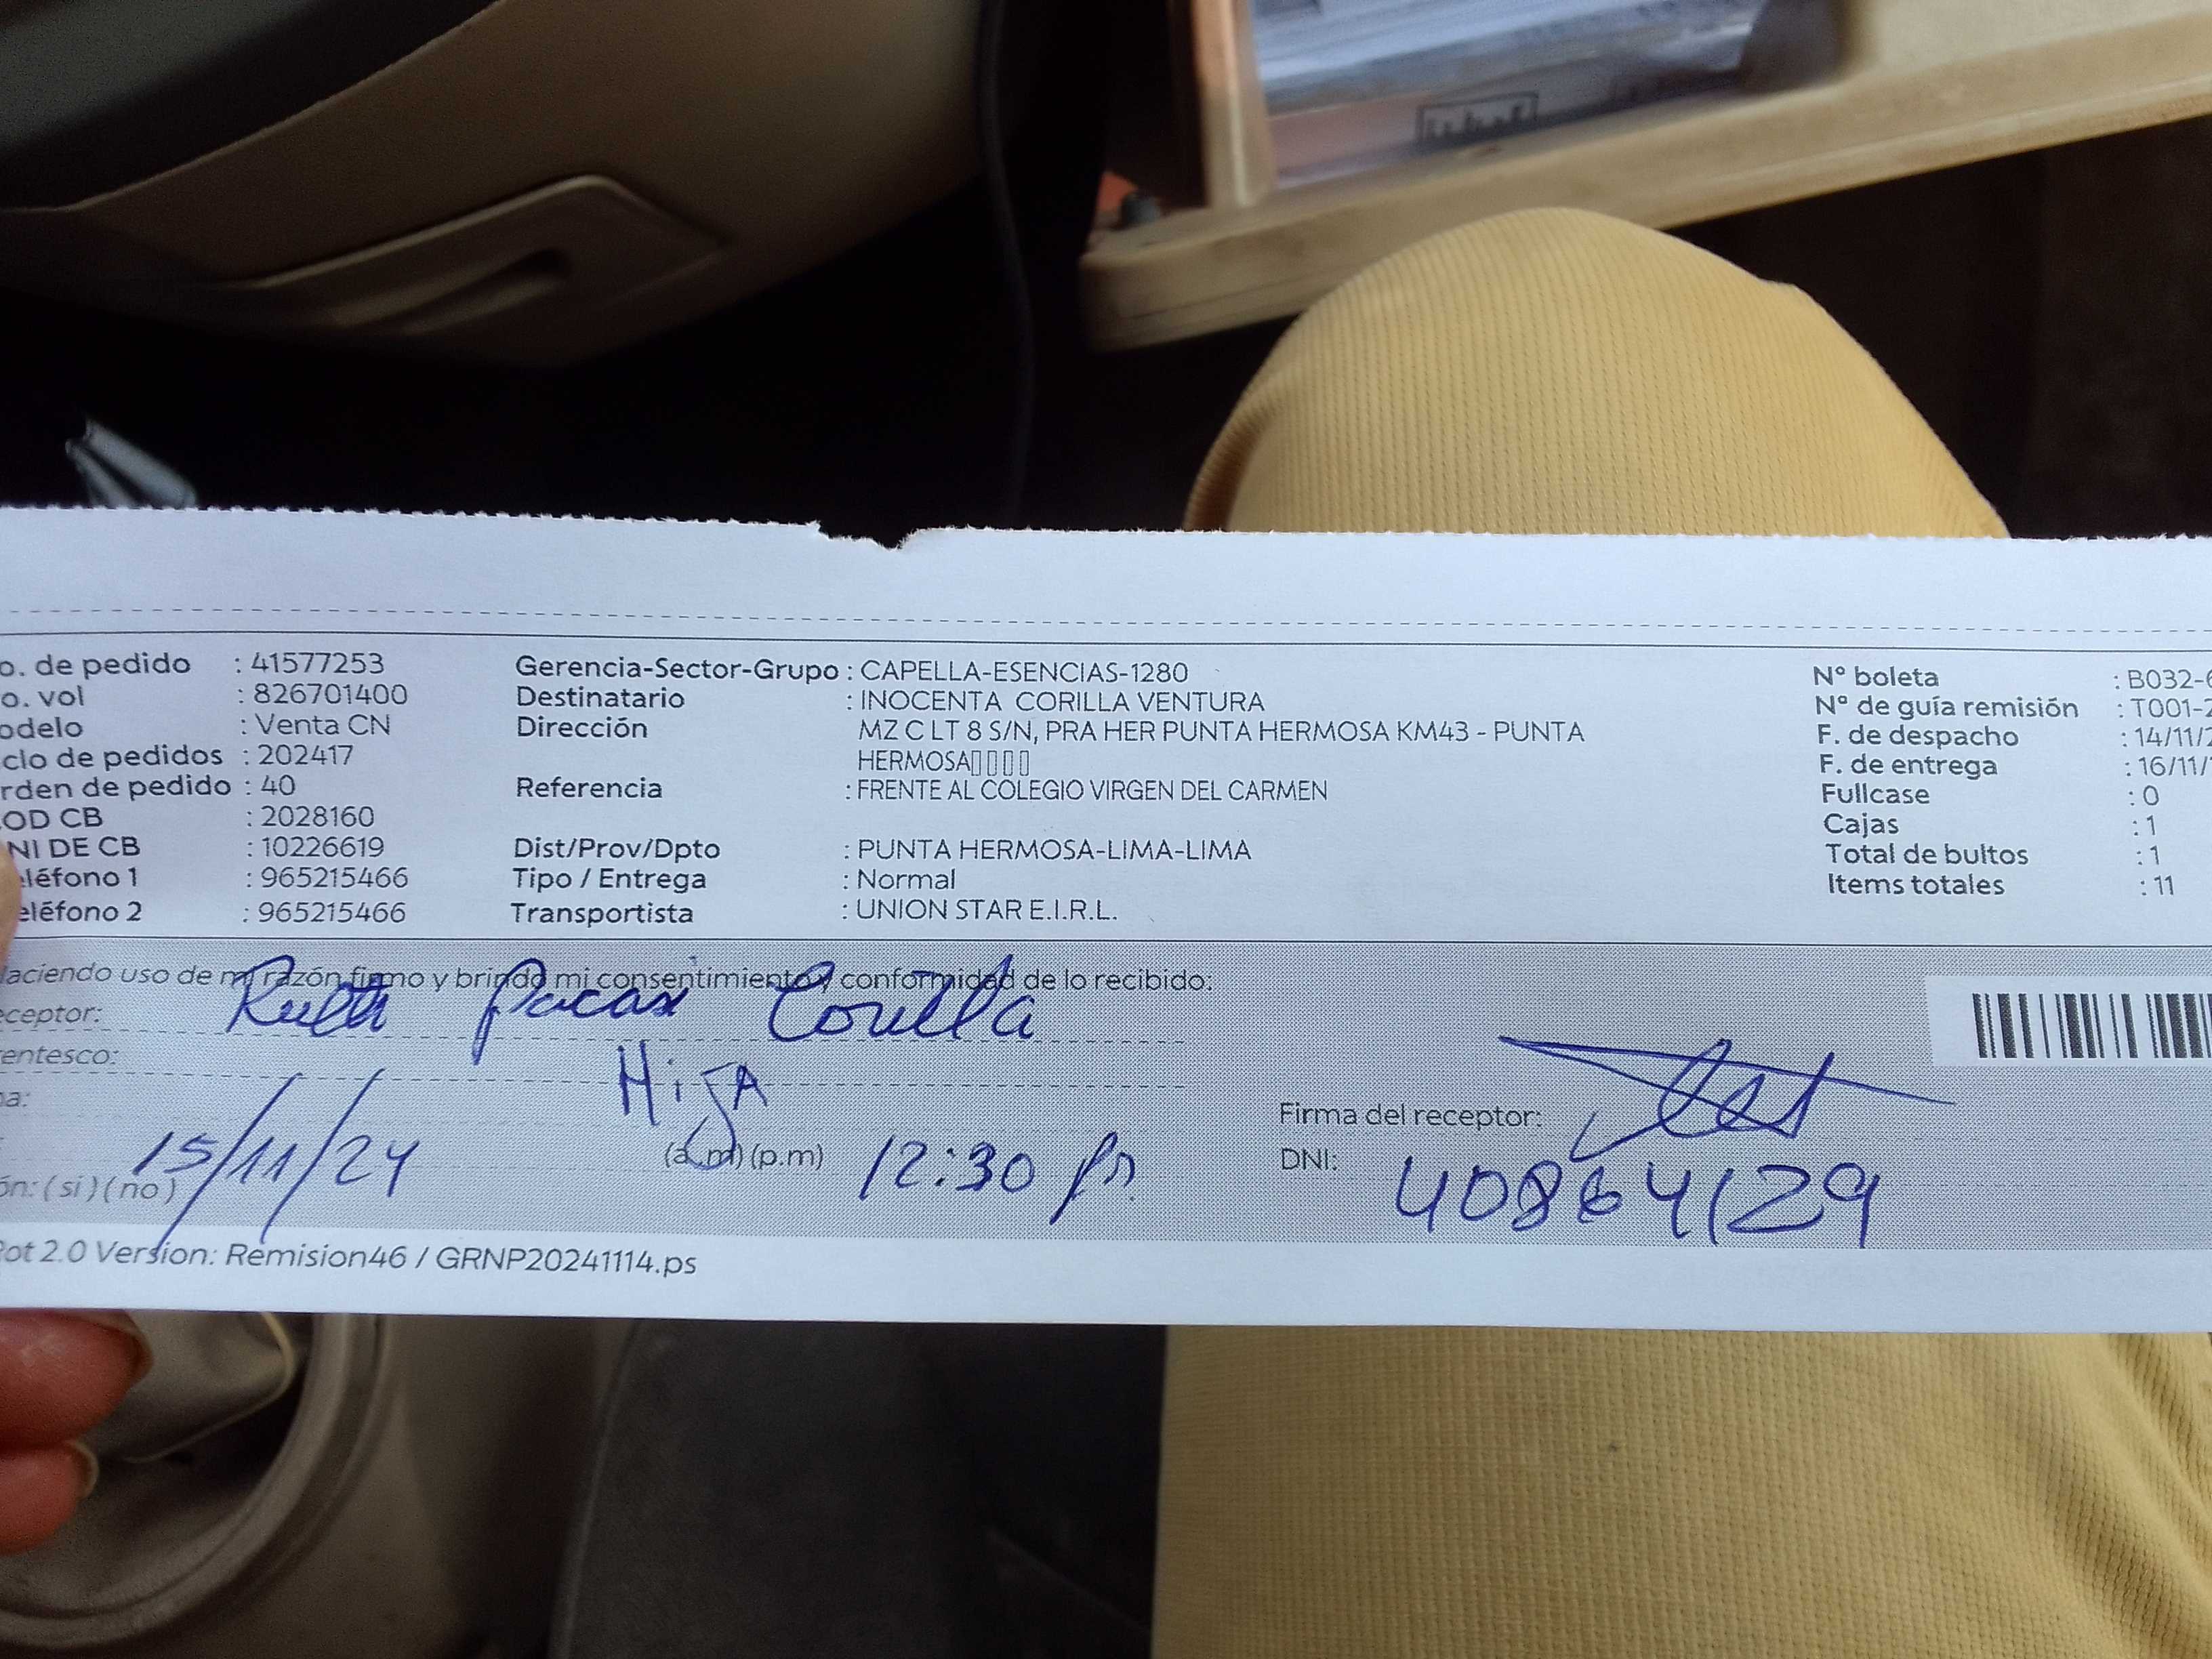 o. de pedido : 41577253 Gerencia-Sector-Grupo : CAPELLA-ESENCIAS-1280 Nº boleta : B032-6
o. vol : 826701400 Destinatario : INOCENTA CORILLA VENTURA Nº de guía remisión : T001-2
odelo : Venta CN Dirección MZ C LT 8 S/N, PRA HER PUNTA HERMOSA KM43 - PUNTA F. de despacho : 14/11/2
clo de pedidos : 202417 HERMOSA▯▯▯▯ F. de entrega : 16/11/
rden de pedido : 40 Referencia : FRENTE AL COLEGIO VIRGEN DEL CARMEN Fullcase : 0
OD CB : 2028160 Cajas : 1
NI DE CB : 10226619 Dist/Prov/Dpto : PUNTA HERMOSA-LIMA-LIMA Total de bultos : 1
eléfono 1 : 965215466 Tipo / Entrega : Normal Items totales : 11
eléfono 2 : 965215466 Transportista : UNION STAR E.I.R.L.
aciendo uso de mi razón firmo y brindo mi consentimiento y conformidad de lo recibido:
ceptor: Ruth Pacas Corilla
entesco: Hija
a: 15/11/24
(a.m) (p.m) 12:30 pm
ón: (si) (no)
Firma del receptor:
DNI: 40864129
ot 2.0 Version: Remision46 / GRNP20241114.ps